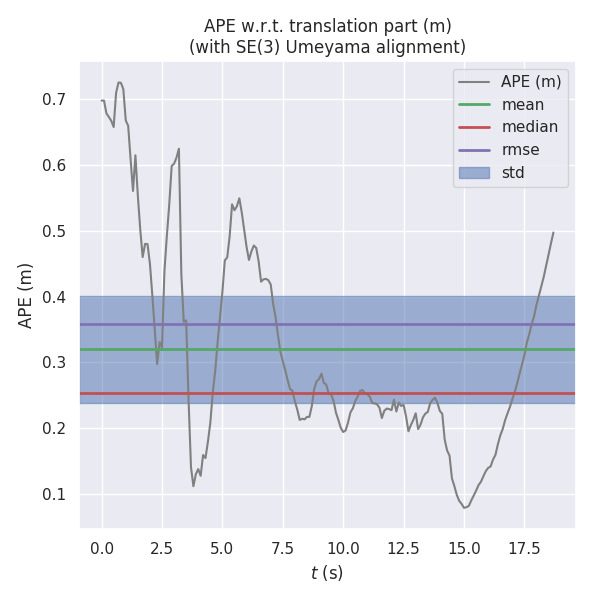 APE w.r.t. translation part (m)
(with SE(3) Umeyama alignment)
APE (m)
mean
median
rmse
std
0.7
0.6
0.5
0.4
0.3
0.2
0.1
APE (m)
0.0 2.5 5.0 7.5 10.0 12.5 15.0 17.5
t (s)